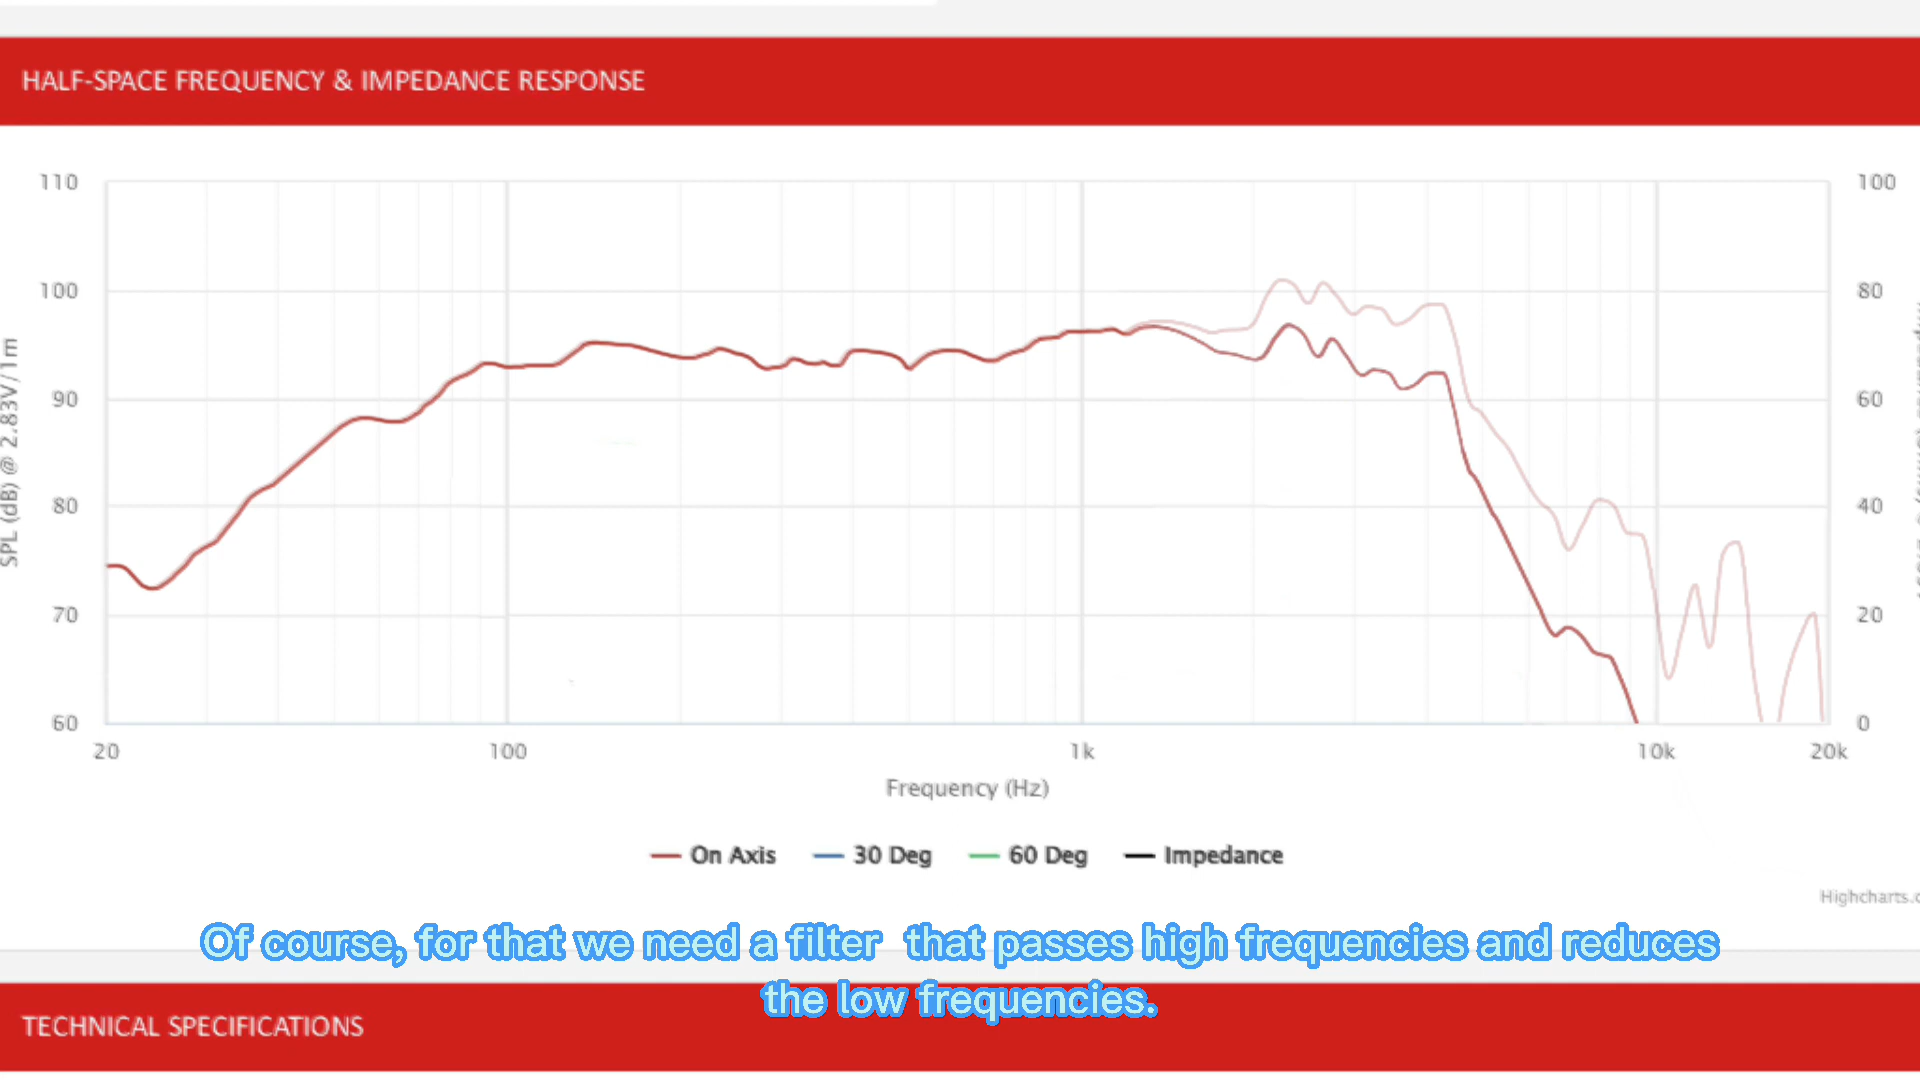 HALF-SPACE FREQUENCY & IMPEDANCE RESPONSE
110
100
90
80
70
60
100
80
60
40
20
0
SPL (dB) @ 2.83V/1m
20
100
1k
10k
20k
Frequency (Hz)
On Axis
30 Deg
60 Deg
Impedance
Highcharts.c
Of course, for that we need a filter that passes high frequencies and reduces
the low frequencies.
TECHNICAL SPECIFICATIONS